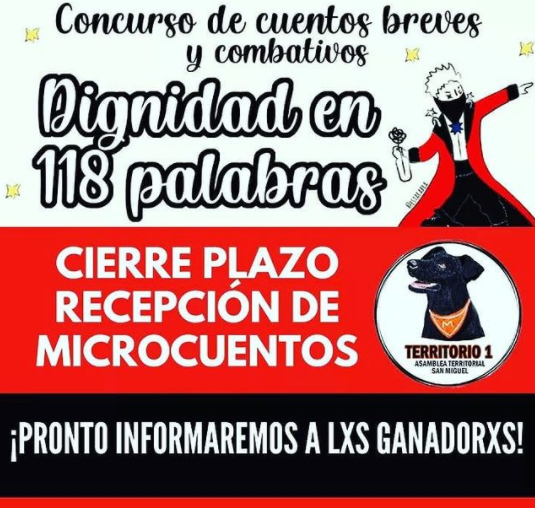 Concurso de cuentos breves
y combativos
Dignidad en
118 palabras
CIERRE PLAZO
RECEPCIÓN DE
MICROCUENTOS
M
TERRITORIO 1
ASAMBLEA TERRITORIAL
SAN MIGUEL
¡PRONTO INFORMAREMOS A LXS GANADORXS!